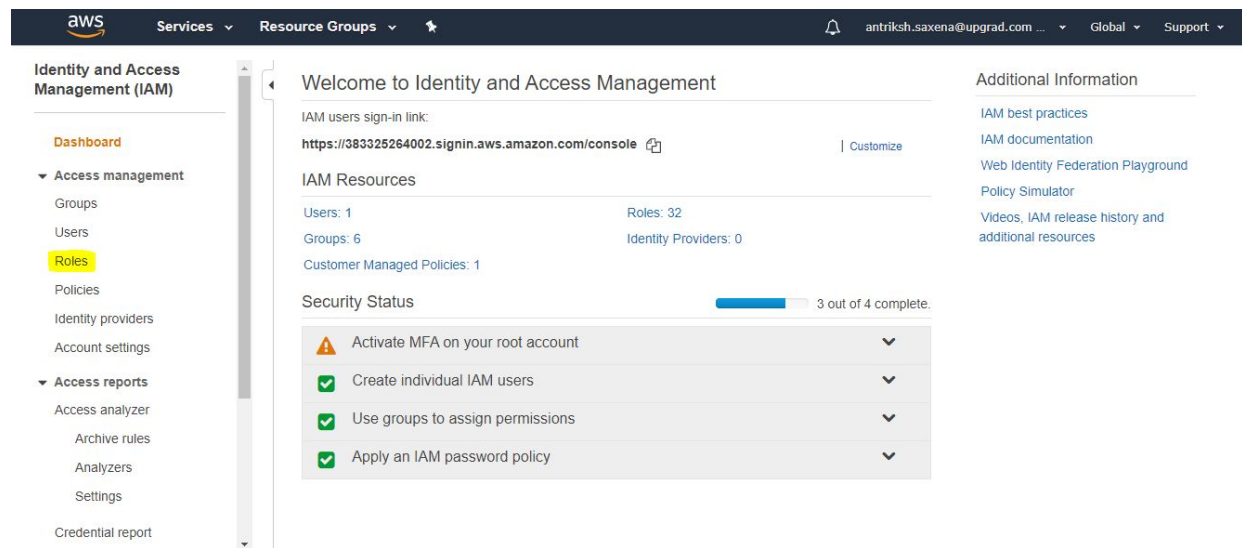 aws
Services
Resource Groups
antriksh.saxena@upgrad.com ...
Global
Support
Identity and Access
Management (IAM)
Dashboard
Access management
Groups
Users
Roles
Policies
Identity providers
Account settings
Access reports
Access analyzer
Archive rules
Analyzers
Settings
Credential report
Welcome to Identity and Access Management
IAM users sign-in link:
https://383325264002.signin.aws.amazon.com/console
| Customize
IAM Resources
Users: 1
Roles: 32
Groups: 6
Identity Providers: 0
Customer Managed Policies: 1
Security Status
3 out of 4 complete.
Activate MFA on your root account
Create individual IAM users
Use groups to assign permissions
Apply an IAM password policy
Additional Information
IAM best practices
IAM documentation
Web Identity Federation Playground
Policy Simulator
Videos, IAM release history and
additional resources